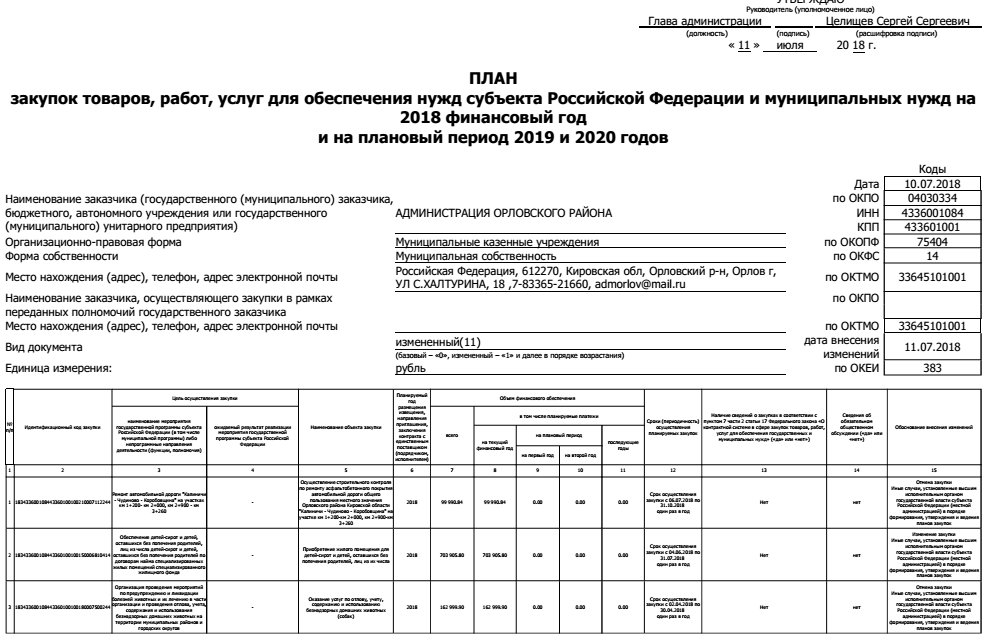 УТВЕРЖДАЮ
Руководитель (уполномоченное лицо)
Глава администрации Целищев Сергей Сергеевич
(должность) (подпись) (расшифровка подписи)
« 11 » июля 20 18 г.
ПЛАН
закупок товаров, работ, услуг для обеспечения нужд субъекта Российской Федерации и муниципальных нужд на
2018 финансовый год
и на плановый период 2019 и 2020 годов
Коды
Дата 10.07.2018
Наименование заказчика (государственного (муниципального) заказчика, по ОКПО 04030334
бюджетного, автономного учреждения или государственного АДМИНИСТРАЦИЯ ОРЛОВСКОГО РАЙОНА ИНН 4336001084
(муниципального) унитарного предприятия) КПП 433601001
Организационно-правовая форма Муниципальные казенные учреждения по ОКОПФ 75404
Форма собственности Муниципальная собственность по ОКФС 14
Место нахождения (адрес), телефон, адрес электронной почты Российская Федерация, 612270, Кировская обл, Орловский р-н, Орлов г, по ОКТМО 33645101001
УЛ С.ХАЛТУРИНА, 18 ,7-83365-21660, admorlov@mail.ru
Наименование заказчика, осуществляющего закупки в рамках по ОКПО
переданных полномочий государственного заказчика
Место нахождения (адрес), телефон, адрес электронной почты по ОКТМО 33645101001
Вид документа измененный(11) дата внесения изменений 11.07.2018
(базовый – «0», измененный – «1» и далее в порядке возрастания)
Единица измерения: рубль по ОКЕИ 383
№ п/п
Идентификационный код закупки
Цель осуществления закупки
наименование мероприятия
государственной программы субъекта
Российской Федерации (в том числе
муниципальной программы) либо
непрограммные направления
деятельности (функции, полномочия)
ожидаемый результат реализации
мероприятия государственной
программы субъекта Российской
Федерации
Наименование объекта закупки
Планируемый
год
размещения
извещения,
направления
приглашения,
заключения
контракта с
единственным
поставщиком
(подрядчиком,
исполнителем)
Объем финансового обеспечения
всего
в том числе планируемые платежи
на текущий
финансовый год
на плановый период
на первый год
на второй год
последующие
годы
Сроки (периодичность)
осуществления
планируемых закупок
Наличие сведений о закупках в соответствии с
пунктом 7 части 2 статьи 17 Федерального закона «О
контрактной системе в сфере закупок товаров, работ,
услуг для обеспечения государственных и
муниципальных нужд» («да» или «нет»)
Сведения об
обязательном
общественном
обсуждении («да» или
«нет»)
Обоснование внесения изменений
1 2 3 4 5 6 7 8 9 10 11 12 13 14 15
1
Ремонт автомобильной дороги "Калиничи
- Чудиново - Коробовщина" на участках
км 1+200- км 2+000, км 2+900 - км
3+260
-
Осуществление строительного контроля
по ремонту асфальтобетонного покрытия
автомобильной дороги общего
пользования местного значения
Орловского района Кировской области
"Калиничи - Чудиново - Коробовщина" на
участки км 1+200-км 2+000, км 2+900-км
3+260
2018
99 990.84 99 990.84 0.00 0.00 0.00
Срок осуществления
закупки с 06.07.2018 по
31.10.2018
один раз в год
Нет
нет
Отмена закупки
Иные случаи, установленные высшим
исполнительным органом
государственной власти субъекта
Российской Федерации (местной
администрацией) в порядке
формирования, утверждения и ведения
планов закупок
2
Обеспечение детей-сирот и детей,
оставшихся без попечения родителей,
лиц из числа детей-сирот и детей,
оставшихся без попечения родителей по
договорам найма специализированных
жилых помещений специализированного
жилищного фонда
-
Приобретение жилого помещения для
детей-сирот и детей, оставшихся без
попечения родителей, лиц из их числа
2018
703 905.80 703 905.80 0.00 0.00 0.00
Срок осуществления
закупки с 04.06.2018 по
31.07.2018
один раз в год
Нет
нет
Изменение закупки
Иные случаи, установленные высшим
исполнительным органом
государственной власти субъекта
Российской Федерации (местной
администрацией) в порядке
формирования, утверждения и ведения
планов закупок
3
Организация проведения мероприятий
по предупреждению и ликвидации
болезней животных и их лечению в части
организации и проведения отлова, учета,
содержания и использования
безнадзорных домашних животных на
территории муниципальных районов и
городских округов
-
Оказание услуг по отлову, учету,
содержанию и использованию
безнадзорных домашних животных
(собак)
2018
162 999.90 162 999.90 0.00 0.00 0.00
Срок осуществления
закупки с 02.04.2018 по
30.04.2018
один раз в год
Нет
нет
Отмена закупки
Иные случаи, установленные высшим
исполнительным органом
государственной власти субъекта
Российской Федерации (местной
администрацией) в порядке
формирования, утверждения и ведения
планов закупок